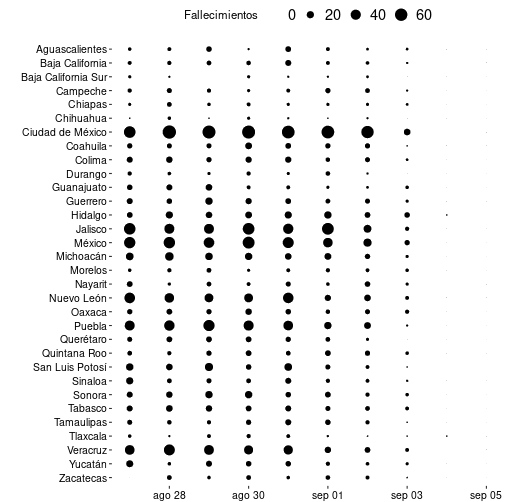 Fallecimientos 0 20 40 60
Aguascalientes
Baja California
Baja California Sur
Campeche
Chiapas
Chihuahua
Ciudad de México
Coahuila
Colima
Durango
Guanajuato
Guerrero
Hidalgo
Jalisco
México
Michoacán
Morelos
Nayarit
Nuevo León
Oaxaca
Puebla
Querétaro
Quintana Roo
San Luis Potosí
Sinaloa
Sonora
Tabasco
Tamaulipas
Tlaxcala
Veracruz
Yucatán
Zacatecas
ago 28 ago 30 sep 01 sep 03 sep 05